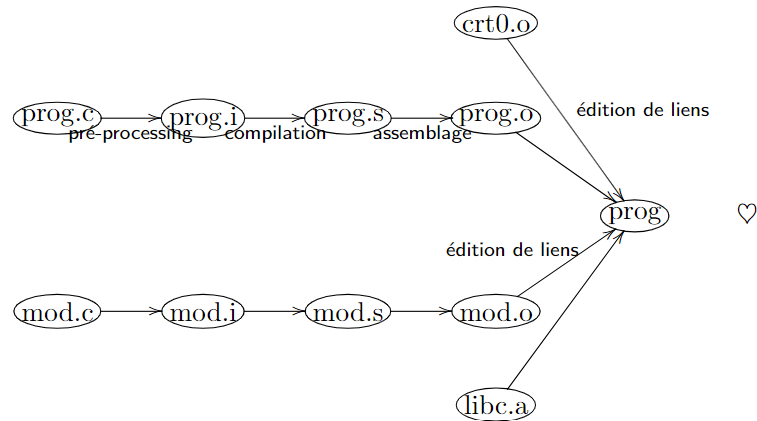 crt0.o
édition de liens
prog.c
prog.i
prog.s
prog.o
pré-processing
compilation
assemblage
prog
♡
édition de liens
mod.c
mod.i
mod.s
mod.o
libc.a